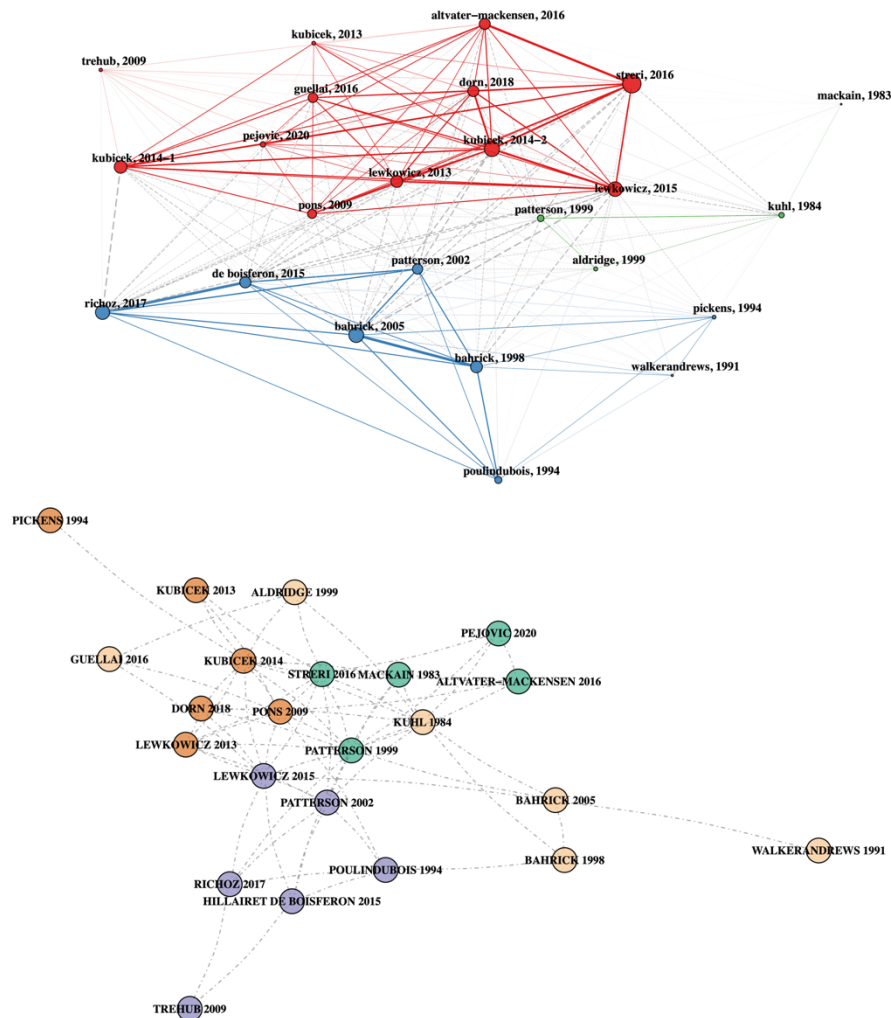 altvater-mackensen, 2016
kubicek, 2013
trehub, 2009
streri, 2016
dorn, 2018
guellai, 2016
mackain, 1983
pejovie, 2020
kubicek, 2014-2
kubicek, 2014-1
lewkowicz, 2013
lewkowicz, 2015
pons, 2009
patterson, 1999
kuhl, 1984
patterson, 2002
aldridge, 1999
de boisferon, 2015
richoz, 2017
pickens, 1994
bahrick, 2005
bahrick, 1998
walkerandrews, 1991
poulindubois, 1994
PICKENS 1994
KUBICEK 2013
ALDRIDGE 1999
PEJOVIC 2020
GUELLAI 2016
KUBICEK 2014
STRERI 2016
MACKAIN 1983
ALTVATER-MACKENSEN 2016
DORN 2018
PONS 2009
KUHL 1984
LEWKOWICZ 2013
PATTERSON 1999
LEWKOWICZ 2015
PATTERSON 2002
BAHRICK 2005
WALKERANDREWS 1991
BAHRICK 1998
POULINDUBOIS 1994
RICHOZ 2017
HILLAIRET DE BOISFERON 2015
TREHUB 2009